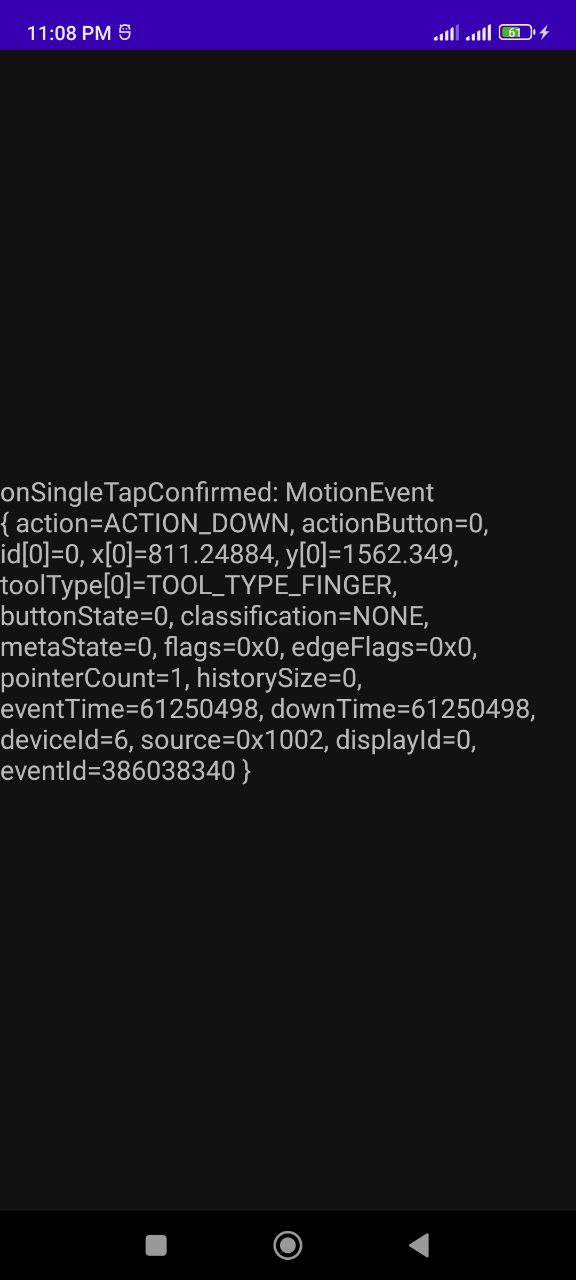 11:08 PM
61
onSingleTapConfirmed: MotionEvent
{ action=ACTION_DOWN, actionButton=0,
id[0]=0, x[0]=811.24884, y[0]=1562.349,
toolType[0]=TOOL_TYPE_FINGER,
buttonState=0, classification=NONE,
metaState=0, flags=0x0, edgeFlags=0x0,
pointerCount=1, historySize=0,
eventTime=61250498, downTime=61250498,
deviceId=6, source=0x1002, displayId=0,
eventId=386038340 }